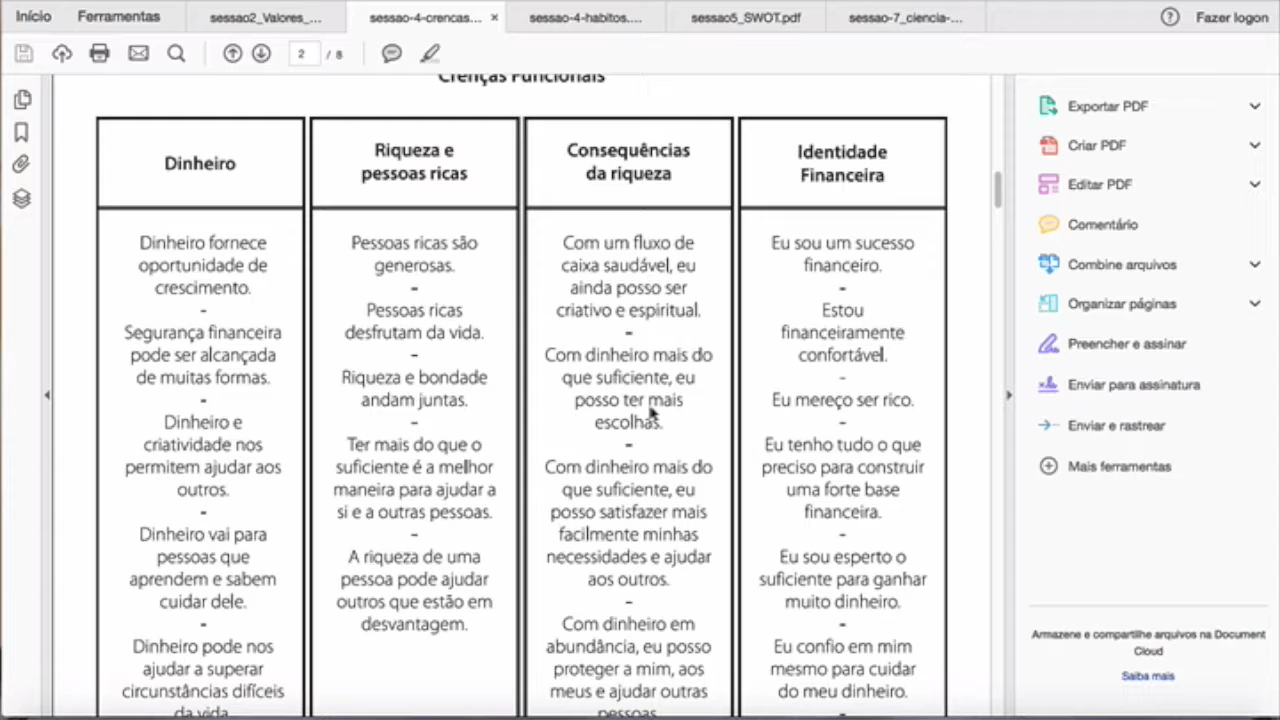 Início
Ferramentas
sessao2_Valores_...
sessao-4-crencas...
sessao-4-habitos....
sessao5_SWOT.pdf
sessao-7_ciencia-...
Fazer logon
2 / 8
Crenças Funcionais
Dinheiro
Dinheiro fornece
oportunidade de
crescimento.
-
Segurança financeira
pode ser alcançada
de muitas formas.
-
Dinheiro e
criatividade nos
permitem ajudar aos
outros.
-
Dinheiro vai para
pessoas que
aprendem e sabem
cuidar dele.
-
Dinheiro pode nos
ajudar a superar
circunstâncias difíceis
da vida.
Riqueza e
pessoas ricas
Pessoas ricas são
generosas.
-
Pessoas ricas
desfrutam da vida.
-
Riqueza e bondade
andam juntas.
-
Ter mais do que o
suficiente é a melhor
maneira para ajudar a
si e a outras pessoas.
-
A riqueza de uma
pessoa pode ajudar
outros que estão em
desvantagem.
Consequências
da riqueza
Com um fluxo de
caixa saudável, eu
ainda posso ser
criativo e espiritual.
-
Com dinheiro mais do
que suficiente, eu
posso ter mais
escolhas.
-
Com dinheiro mais do
que suficiente, eu
posso satisfazer mais
facilmente minhas
necessidades e ajudar
aos outros.
-
Com dinheiro em
abundância, eu posso
proteger a mim, aos
meus e ajudar outras
pessoas.
Identidade
Financeira
Eu sou um sucesso
financeiro.
-
Estou
financeiramente
confortável.
-
Eu mereço ser rico.
-
Eu tenho tudo o que
preciso para construir
uma forte base
financeira.
-
Eu sou esperto o
suficiente para ganhar
muito dinheiro.
-
Eu confio em mim
mesmo para cuidar
do meu dinheiro.
-
Exportar PDF
Criar PDF
Editar PDF
Comentário
Combine arquivos
Organizar páginas
Preencher e assinar
Enviar para assinatura
Enviar e rastrear
Mais ferramentas
Armazene e compartilhe arquivos na Document
Cloud
Saiba mais